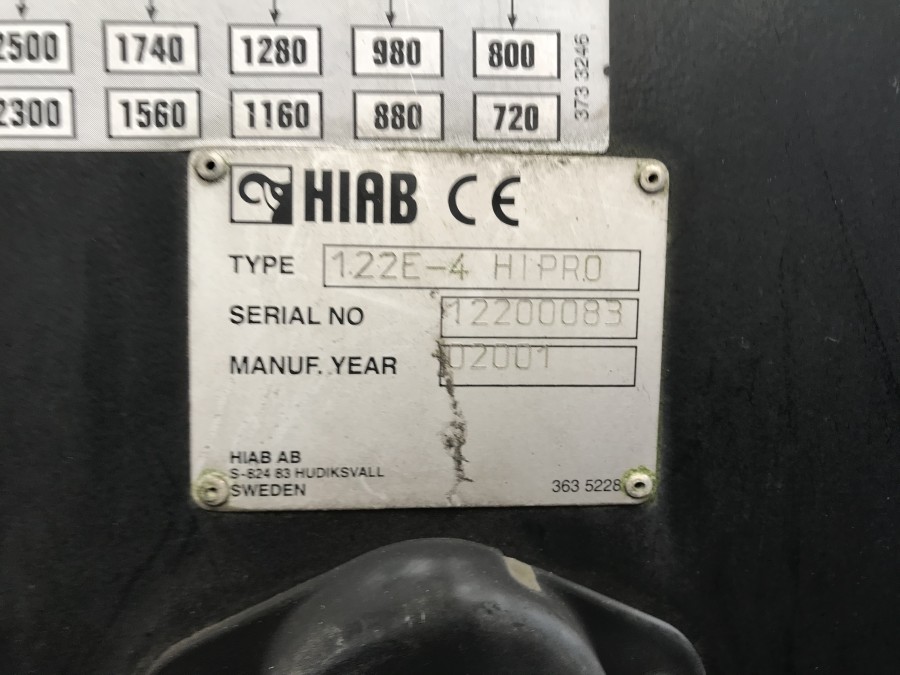 2500 1740 1280 980 800
2300 1560 1160 880 720
373 3246
HIAB CE
TYPE 122E-4 HIPRO
SERIAL NO 12200083
MANUF. YEAR 02001
HIAB AB
S-824 83 HUDIKSVALL
SWEDEN
363 5228